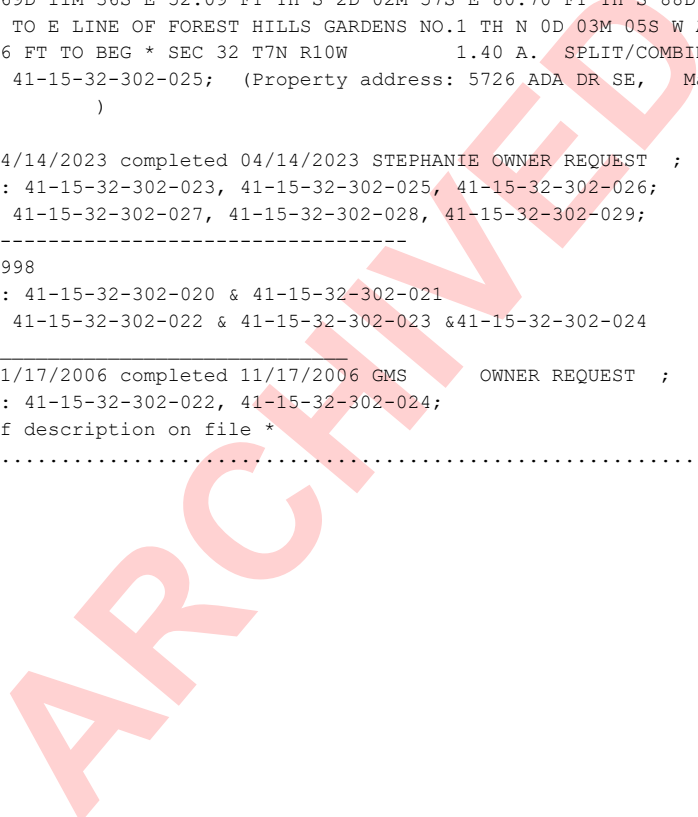 69D 11M 36S E 52.09 FT TH S 2D 02M 57S E 80.70 FT TH S 88D
TO E LINE OF FOREST HILLS GARDENS NO.1 TH N 0D 03M 05S W
6 FT TO BEG * SEC 32 T7N R10W 1.40 A. SPLIT/COMBI
41-15-32-302-025; (Property address: 5726 ADA DR SE, M
)
4/14/2023 completed 04/14/2023 STEPHANIE OWNER REQUEST ;
: 41-15-32-302-023, 41-15-32-302-025, 41-15-32-302-026;
41-15-32-302-027, 41-15-32-302-028, 41-15-32-302-029;
----------------------------------
998
: 41-15-32-302-020 & 41-15-32-302-021
41-15-32-302-022 & 41-15-32-302-023 &41-15-32-302-024
_____________________________
1/17/2006 completed 11/17/2006 GMS OWNER REQUEST ;
: 41-15-32-302-022, 41-15-32-302-024;
f description on file *
..........................................................
ARCHIVED